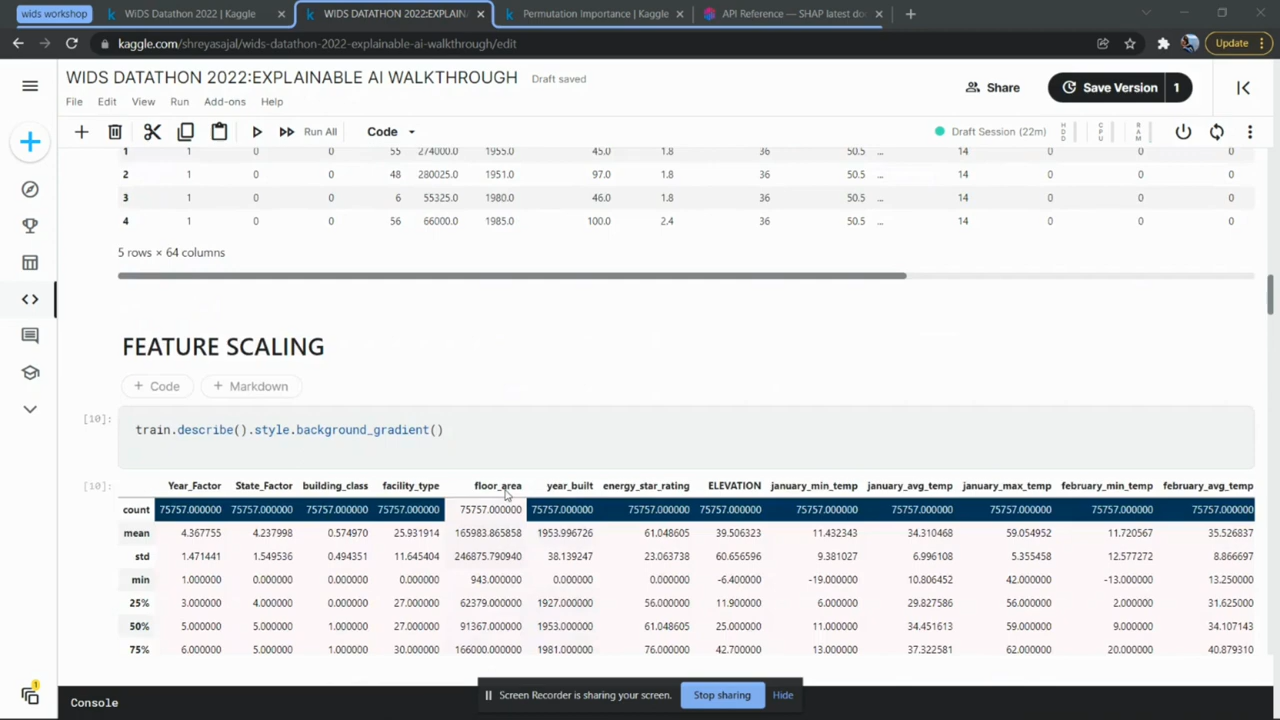 wids workshop
WiDS Datathon 2022 | Kaggle
WIDS DATATHON 2022:EXPLAIN
Permutation Importance | Kaggle
API Reference — SHAP latest do
kaggle.com/shreyasajal/wids-datathon-2022-explainable-ai-walkthrough/edit
Update
WIDS DATATHON 2022:EXPLAINABLE AI WALKTHROUGH
Draft saved
Share
Save Version
1
File Edit View Run Add-ons Help
Run All
Code
Draft Session (22m)
HDD
CPU
RAM
1 1 0 0 55 274000.0 1955.0 45.0 1.8 36 50.5 ... 14 0 0 0
2 1 0 0 48 280025.0 1951.0 97.0 1.8 36 50.5 ... 14 0 0 0
3 1 0 0 6 55325.0 1980.0 46.0 1.8 36 50.5 ... 14 0 0 0
4 1 0 0 56 66000.0 1985.0 100.0 2.4 36 50.5 ... 14 0 0 0
5 rows × 64 columns
FEATURE SCALING
+ Code + Markdown
[10]:
train.describe().style.background_gradient()
[10]:
Year_Factor State_Factor building_class facility_type floor_area year_built energy_star_rating ELEVATION january_min_temp january_avg_temp january_max_temp february_min_temp february_avg_temp
count 75757.000000 75757.000000 75757.000000 75757.000000 75757.000000 75757.000000 75757.000000 75757.000000 75757.000000 75757.000000 75757.000000 75757.000000 75757.000000
mean 4.367755 4.237998 0.574970 25.931914 165983.865858 1953.996726 61.048605 39.506323 11.432343 34.310468 59.054952 11.720567 35.526837
std 1.471441 1.549536 0.494351 11.645404 246875.790940 38.139247 23.063738 60.656596 9.381027 6.996108 5.355458 12.577272 8.866697
min 1.000000 0.000000 0.000000 0.000000 943.000000 0.000000 0.000000 -6.400000 -19.000000 10.806452 42.000000 -13.000000 13.250000
25% 3.000000 4.000000 0.000000 27.000000 62379.000000 1927.000000 56.000000 11.900000 6.000000 29.827586 56.000000 2.000000 31.625000
50% 5.000000 5.000000 1.000000 27.000000 91367.000000 1953.000000 61.048605 25.000000 11.000000 34.451613 59.000000 9.000000 34.107143
75% 6.000000 5.000000 1.000000 30.000000 166000.000000 1981.000000 76.000000 42.700000 13.000000 37.322581 62.000000 20.000000 40.879310
Screen Recorder is sharing your screen.
Stop sharing
Hide
1
Console